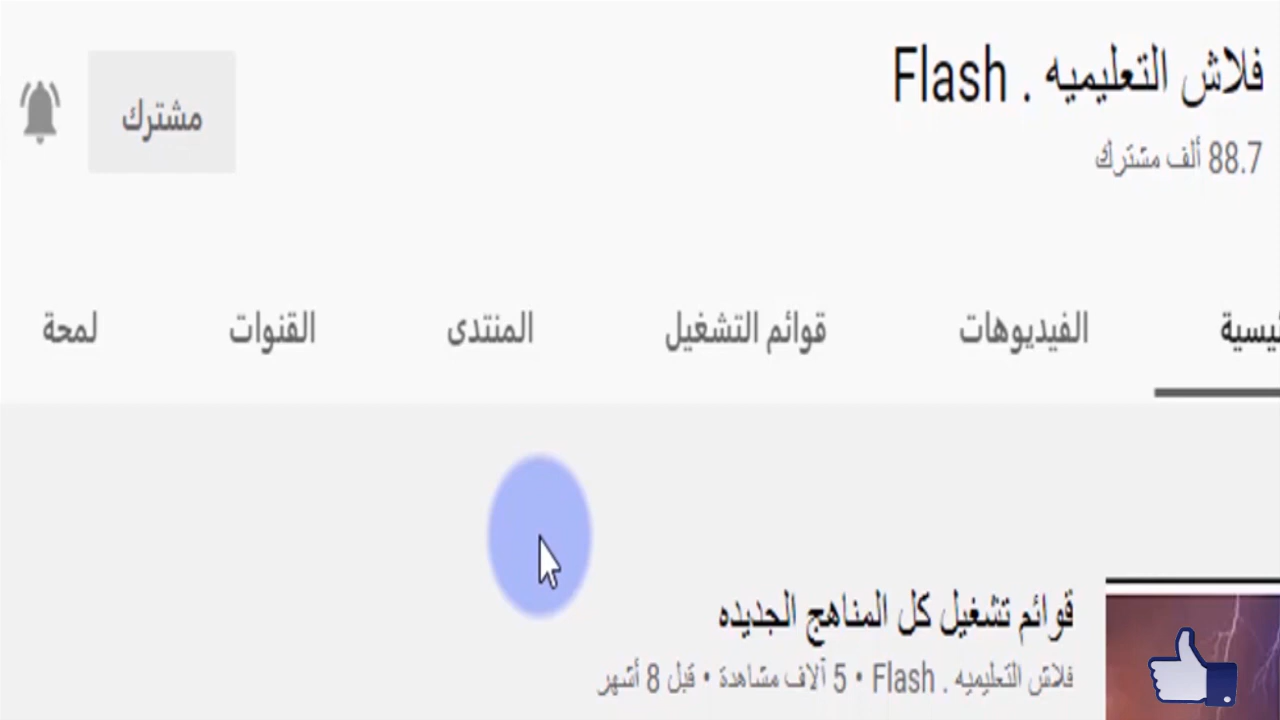 فلاش التعليميه . Flash
88.7 ألف مشترك
مشترك
الفيديوهات
قوائم التشغيل
المنتدى
القنوات
لمحة
قوائم تشغيل كل المناهج الجديده
فلاش التعليميه . Flash • 5 آلاف مشاهدة • قبل 8 أشهر